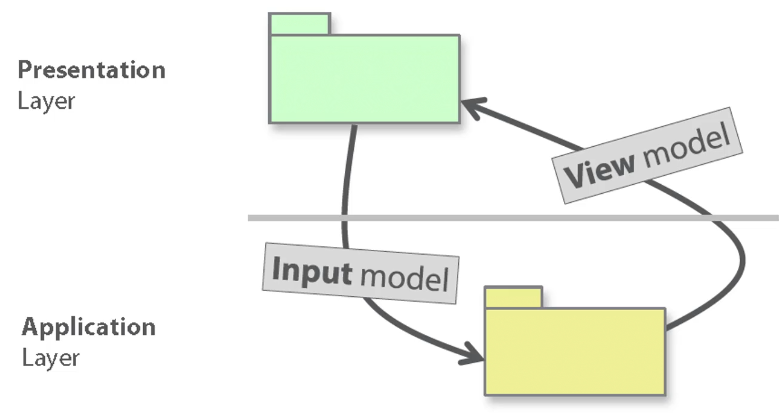 Presentation
Layer
View model
Input model
Application
Layer